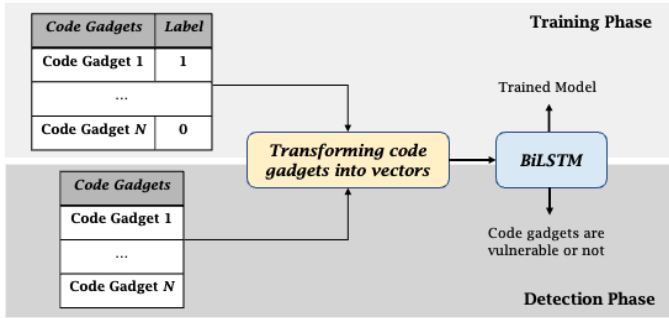 Training Phase
Code Gadgets Label
Code Gadget 1 1
...
Code Gadget N 0
Transforming code
gadgets into vectors
Trained Model
BiLSTM
Code gadgets are
vulnerable or not
Code Gadgets
Code Gadget 1
...
Code Gadget N
Detection Phase